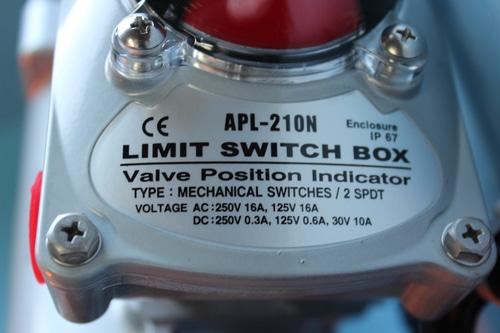 CE APL-210N Enclosure
IP 67
LIMIT SWITCH BOX
Valve Position Indicator
TYPE : MECHANICAL SWITCHES / 2 SPDT
VOLTAGE AC:250V 16A, 125V 16A
DC:250V 0.3A, 125V 0.6A, 30V 10A